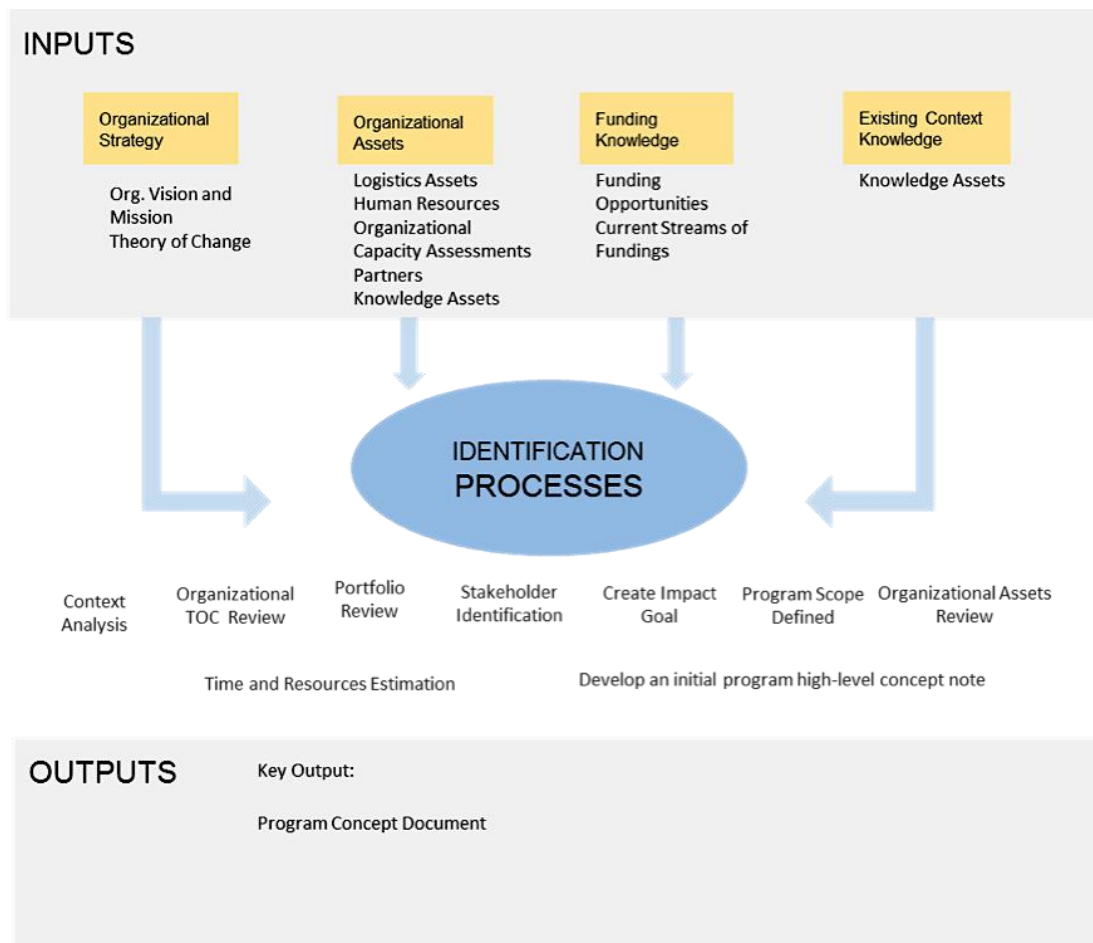 INPUTS
Organizational
Strategy
Org. Vision and
Mission
Theory of Change
Organizational
Assets
Logistics Assets
Human Resources
Organizational
Capacity Assessments
Partners
Knowledge Assets
Funding
Knowledge
Funding
Opportunities
Current Streams of
Fundings
Existing Context
Knowledge
Knowledge Assets
IDENTIFICATION
PROCESSES
Context
Analysis
Organizational
TOC Review
Portfolio
Review
Stakeholder
Identification
Create Impact
Goal
Program Scope
Defined
Organizational Assets
Review
Time and Resources Estimation
Develop an initial program high-level concept note
OUTPUTS
Key Output:
Program Concept Document